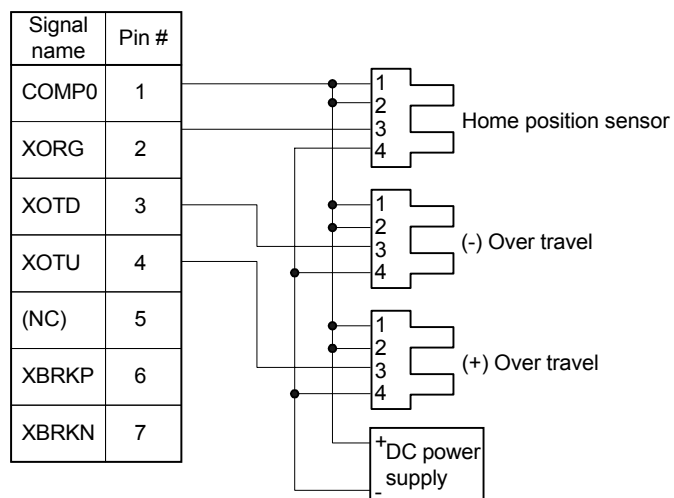 Signal name Pin #
COMP0 1
XORG 2
XOTD 3
XOTU 4
(NC) 5
XBRKP 6
XBRKN 7
1
2
3
4
Home position sensor
1
2
3
4
(-) Over travel
1
2
3
4
(+) Over travel
+
DC power
supply
-